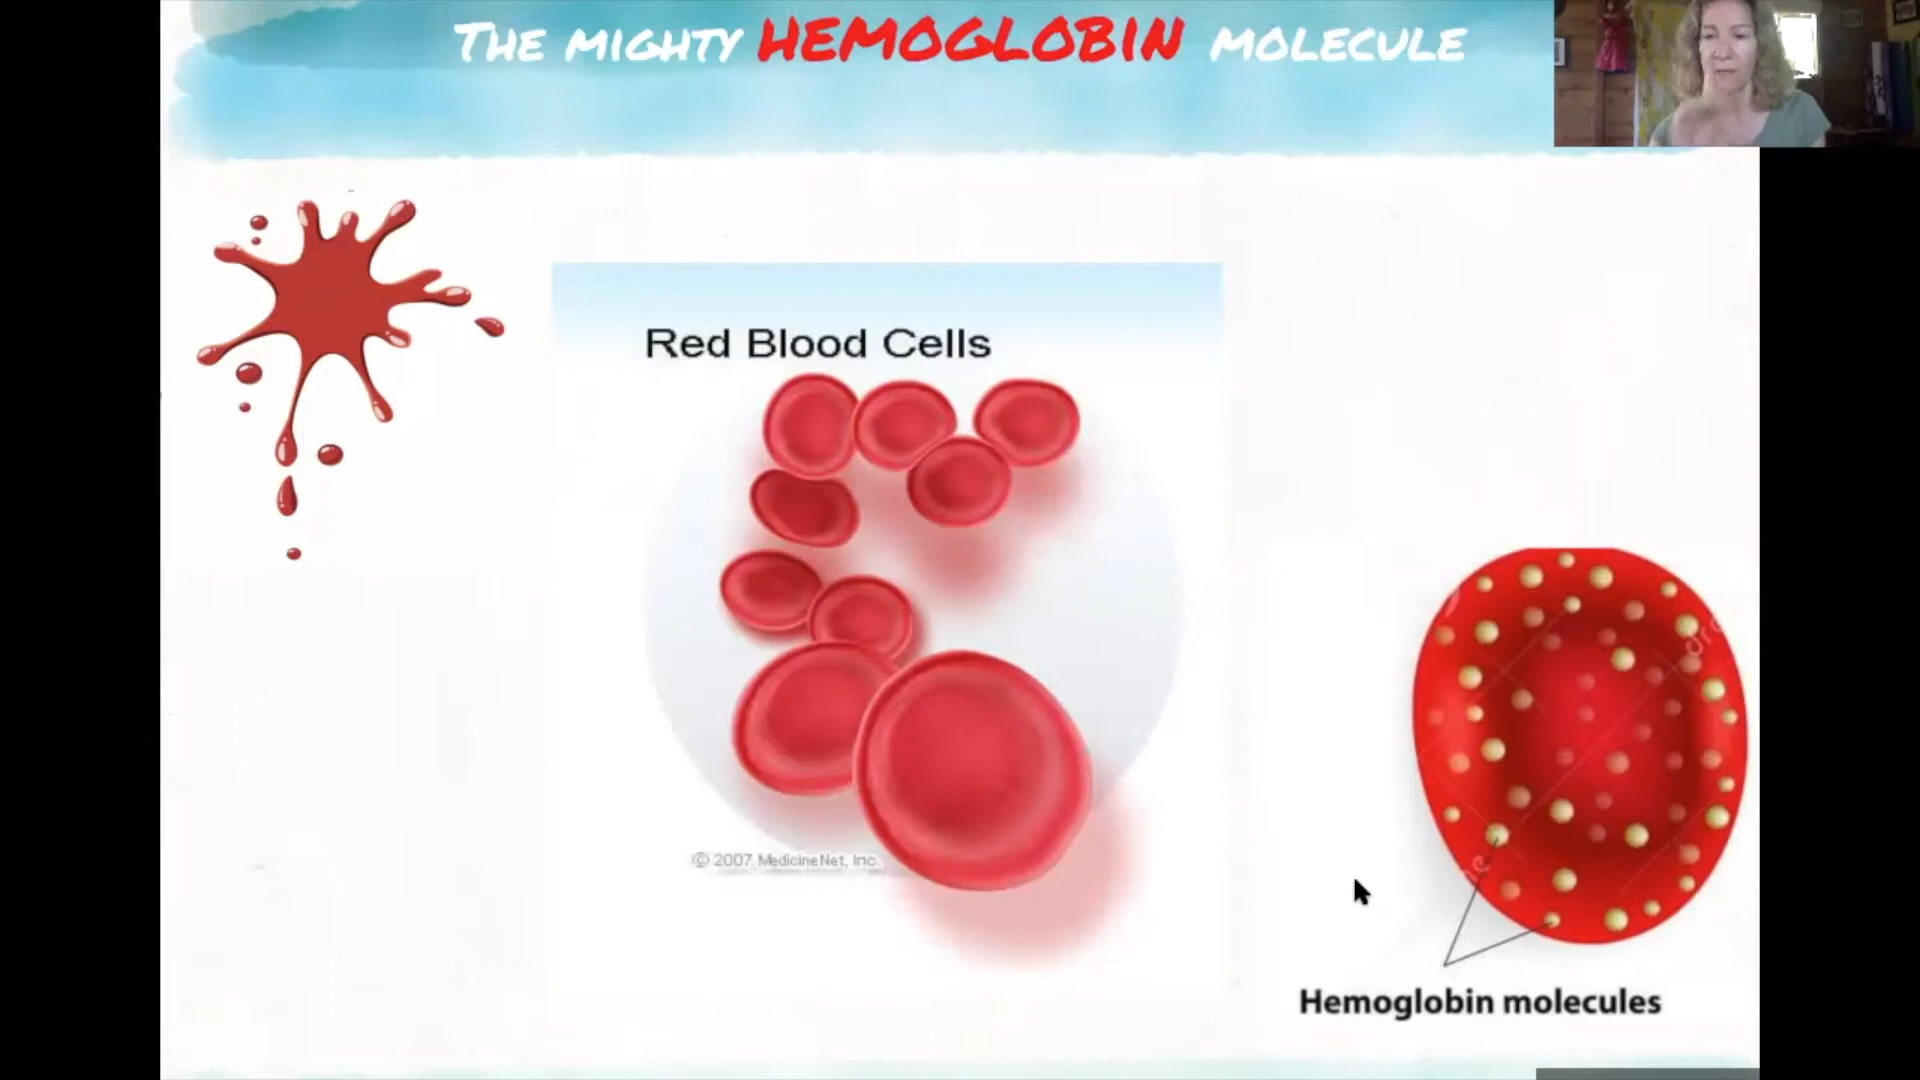 THE MIGHTY HEMOGLOBIN MOLECULE
Red Blood Cells
© 2007 MedicineNet, Inc.
Hemoglobin molecules